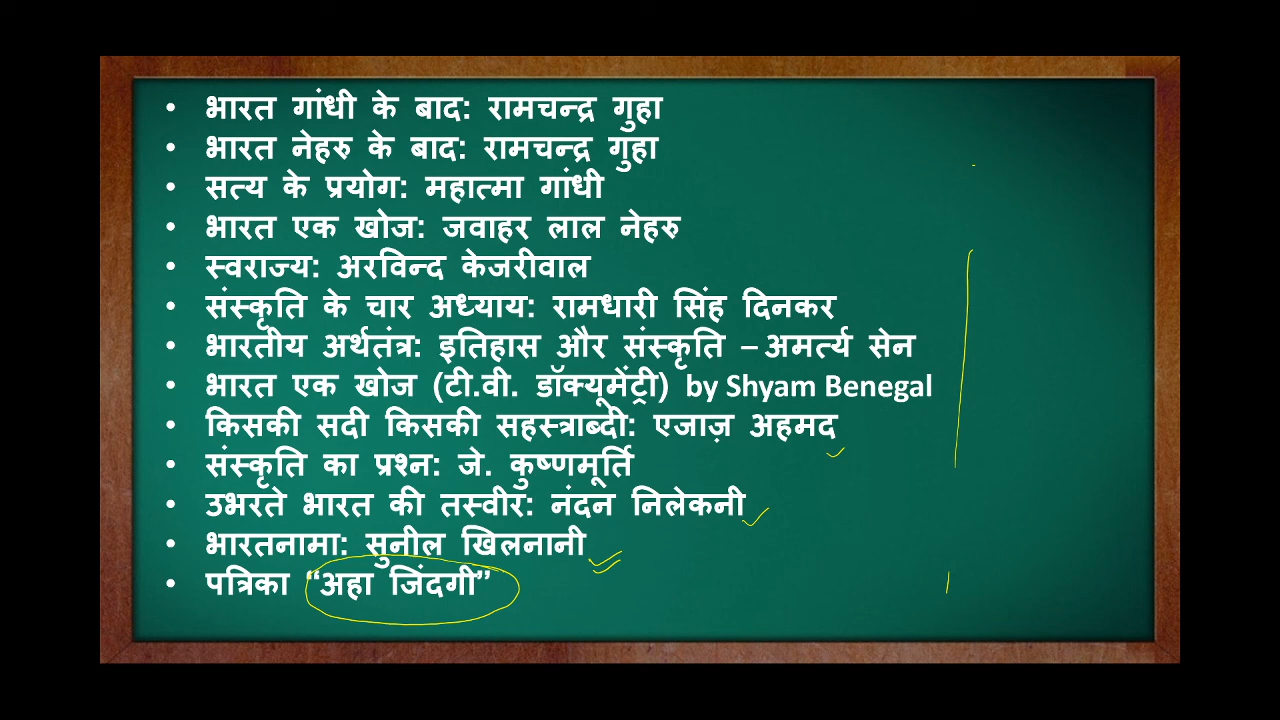 • भारत गांधी के बाद: रामचन्द्र गुहा
• भारत नेहरु के बाद: रामचन्द्र गुहा
• सत्य के प्रयोग: महात्मा गांधी
• भारत एक खोज: जवाहर लाल नेहरु
• स्वराज्य: अरविन्द केजरीवाल
• संस्कृति के चार अध्याय: रामधारी सिंह दिनकर
• भारतीय अर्थतंत्र: इतिहास और संस्कृति – अमर्त्य सेन
• भारत एक खोज (टी.वी. डॉक्यूमेंट्री) by Shyam Benegal
• किसकी सदी किसकी सहस्त्राब्दी: एजाज़ अहमद
• संस्कृति का प्रश्न: जे. कुष्णमूर्ति
• उभरते भारत की तस्वीर: नंदन निलेकनी
• भारतनामा: सुनील खिलनानी
• पत्रिका “अहा जिंदगी”